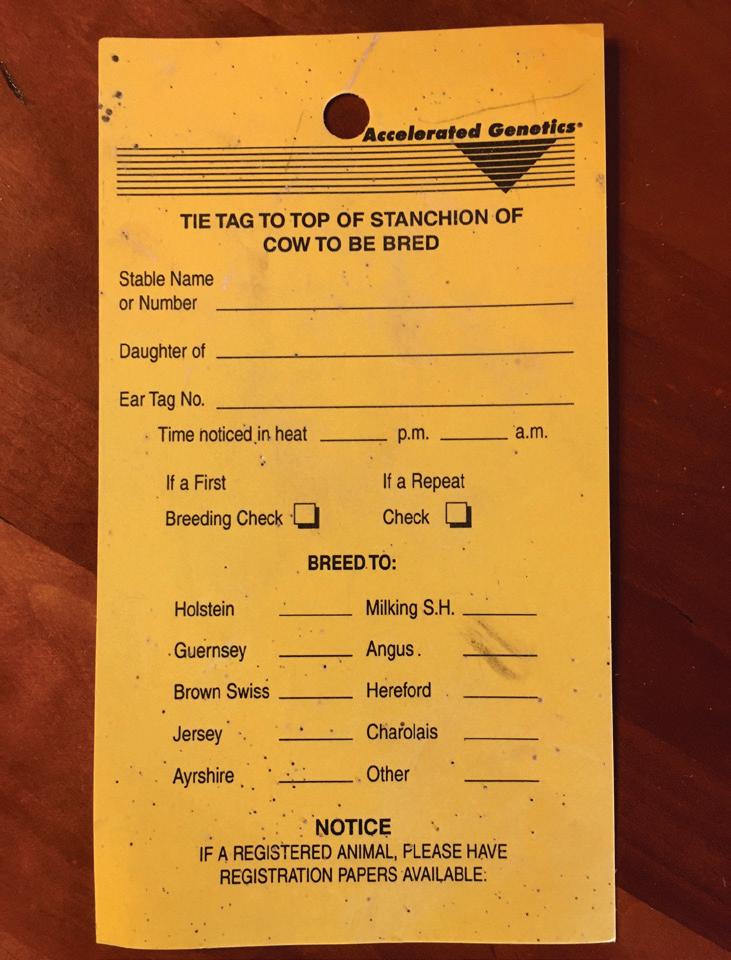 Accelerated Genetics®
TIE TAG TO TOP OF STANCHION OF
COW TO BE BRED
Stable Name
or Number
Daughter of
Ear Tag No.
Time noticed in heat p.m. a.m.
If a First If a Repeat
Breeding Check Check
BREED TO:
Holstein Milking S.H.
Guernsey Angus
Brown Swiss Hereford
Jersey Charolais
Ayrshire Other
NOTICE
IF A REGISTERED ANIMAL, PLEASE HAVE
REGISTRATION PAPERS AVAILABLE: